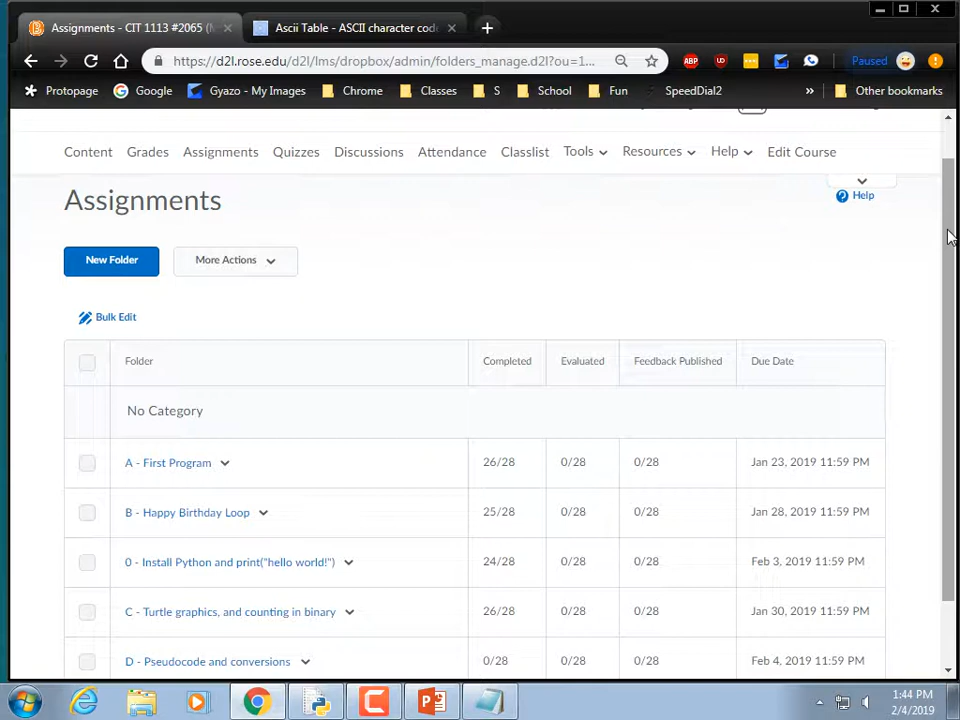 Assignments - CIT 1113 #2065 (
Ascii Table - ASCII character code
https://d2l.rose.edu/d2l/lms/dropbox/admin/folders_manage.d2l?ou=1...
ABP
Paused
Protopage
Google
Gyazo - My Images
Chrome
Classes
S
School
Fun
SpeedDial2
»
Other bookmarks
Content
Grades
Assignments
Quizzes
Discussions
Attendance
Classlist
Tools
Resources
Help
Edit Course
Assignments
Help
New Folder
More Actions
Bulk Edit
Folder Completed Evaluated Feedback Published Due Date
No Category
A - First Program 26/28 0/28 0/28 Jan 23, 2019 11:59 PM
B - Happy Birthday Loop 25/28 0/28 0/28 Jan 28, 2019 11:59 PM
0 - Install Python and print("hello world!") 24/28 0/28 0/28 Feb 3, 2019 11:59 PM
C - Turtle graphics, and counting in binary 26/28 0/28 0/28 Jan 30, 2019 11:59 PM
D - Pseudocode and conversions 0/28 0/28 0/28 Feb 4, 2019 11:59 PM
1:44 PM
2/4/2019